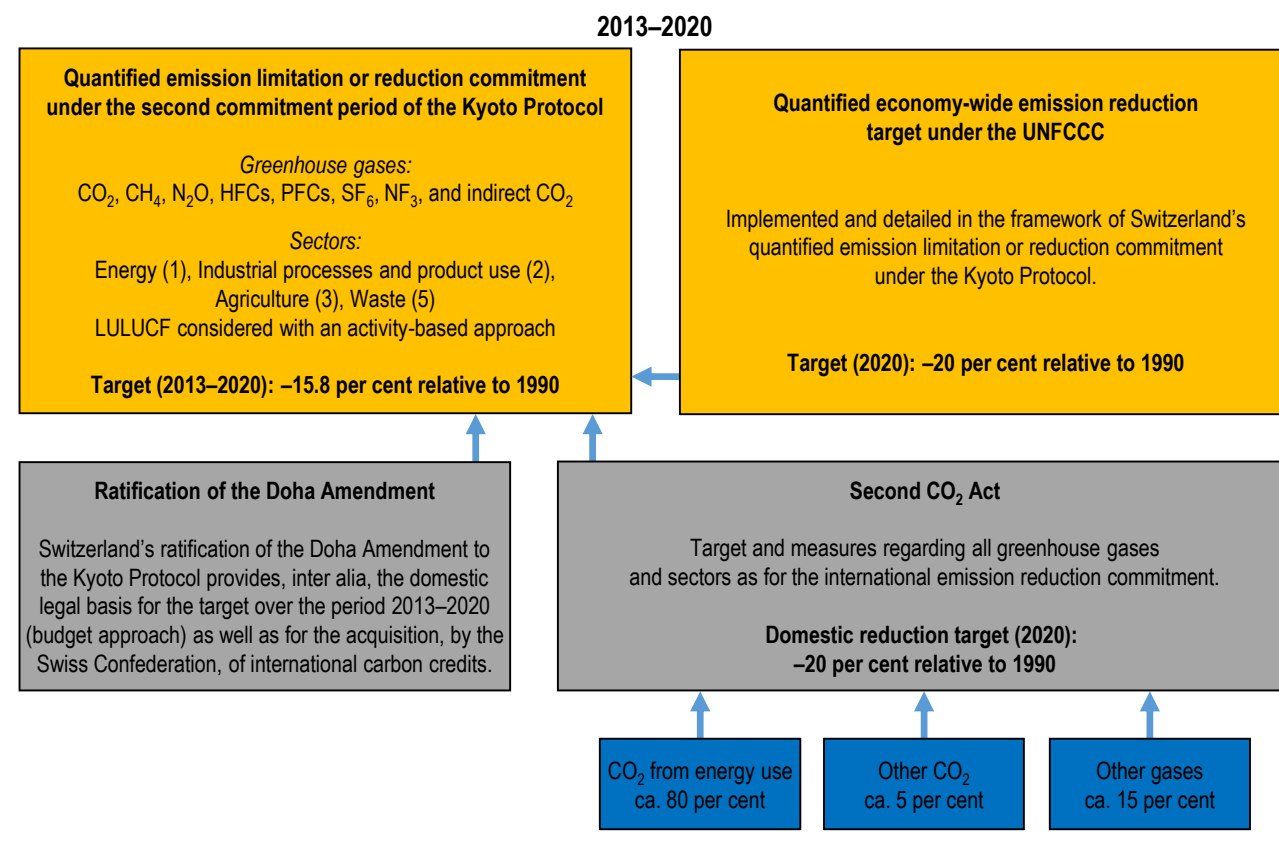 2013–2020
Quantified emission limitation or reduction commitment
under the second commitment period of the Kyoto Protocol
Greenhouse gases:
CO₂, CH₄, N₂O, HFCs, PFCs, SF₆, NF₃, and indirect CO₂
Sectors:
Energy (1), Industrial processes and product use (2),
Agriculture (3), Waste (5)
LULUCF considered with an activity-based approach
Target (2013–2020): –15.8 per cent relative to 1990
Quantified economy-wide emission reduction
target under the UNFCCC
Implemented and detailed in the framework of Switzerland's
quantified emission limitation or reduction commitment
under the Kyoto Protocol.
Target (2020): –20 per cent relative to 1990
Ratification of the Doha Amendment
Switzerland's ratification of the Doha Amendment to
the Kyoto Protocol provides, inter alia, the domestic
legal basis for the target over the period 2013–2020
(budget approach) as well as for the acquisition, by the
Swiss Confederation, of international carbon credits.
Second CO₂ Act
Target and measures regarding all greenhouse gases
and sectors as for the international emission reduction commitment.
Domestic reduction target (2020):
–20 per cent relative to 1990
CO₂ from energy use
ca. 80 per cent
Other CO₂
ca. 5 per cent
Other gases
ca. 15 per cent